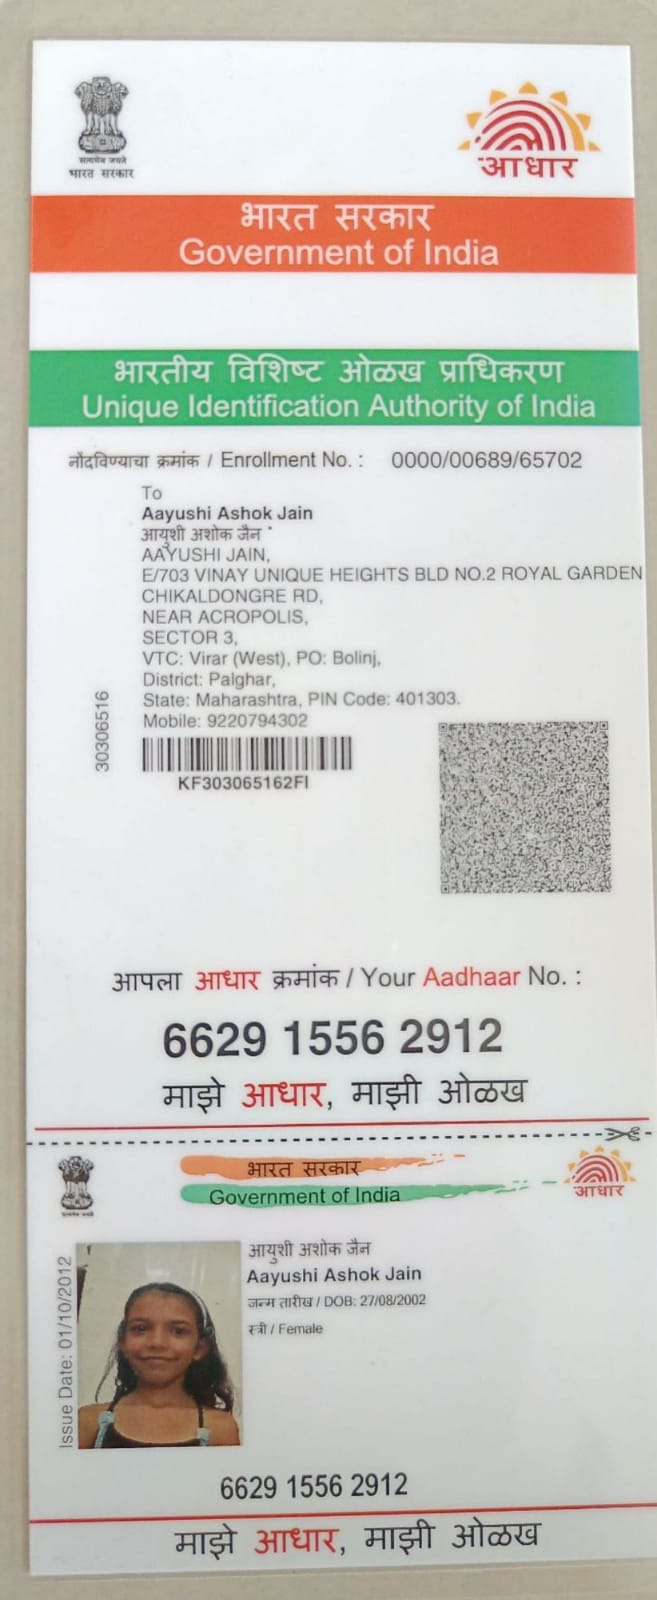 सत्यमेव जयते
भारत सरकार
आधार
भारत सरकार
Government of India
भारतीय विशिष्ट ओळख प्राधिकरण
Unique Identification Authority of India
नोंदविण्याचा क्रमांक / Enrollment No. : 0000/00689/65702
To
Aayushi Ashok Jain
आयुशी अशोक जैन
AAYUSHI JAIN,
E/703 VINAY UNIQUE HEIGHTS BLD NO.2 ROYAL GARDEN
CHIKALDONGRE RD,
NEAR ACROPOLIS,
SECTOR 3,
VTC: Virar (West), PO: Bolinj,
District: Palghar,
State: Maharashtra, PIN Code: 401303.
Mobile: 9220794302
30306516
KF303065162FI
आपला आधार क्रमांक / Your Aadhaar No. :
6629 1556 2912
माझे आधार, माझी ओळख
भारत सरकार
Government of India
आधार
Issue Date: 01/10/2012
आयुशी अशोक जैन
Aayushi Ashok Jain
जन्म तारीख / DOB: 27/08/2002
स्त्री / Female
6629 1556 2912
माझे आधार, माझी ओळख